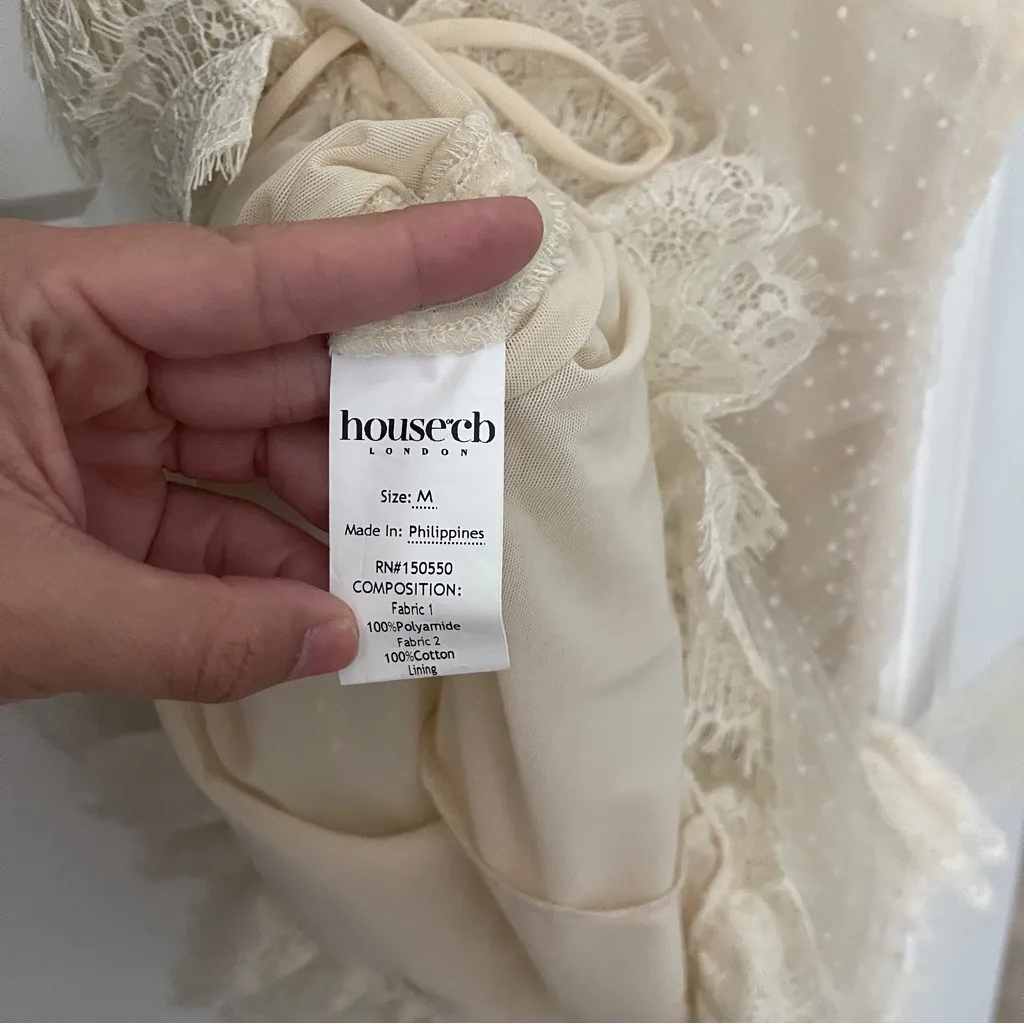 house of cb
LONDON
Size: M
Made In: Philippines
RN#150550
COMPOSITION:
Fabric 1
100%Polyamide
Fabric 2
100%Cotton
Lining